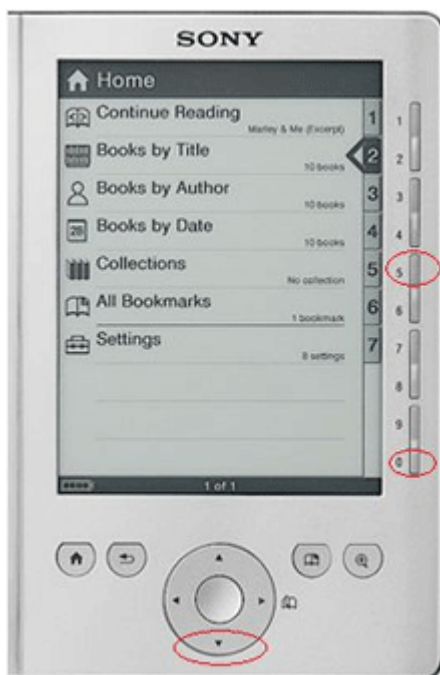 SONY
Home
Continue Reading 1
Marley & Me (Excerpt)
Books by Title 2
10 books
Books by Author 3
10 books
Books by Date 4
10 books
Collections 5
No collection
All Bookmarks 6
1 bookmark
Settings 7
8 settings
1 of 1
1
2
3
4
5
6
7
8
9
0